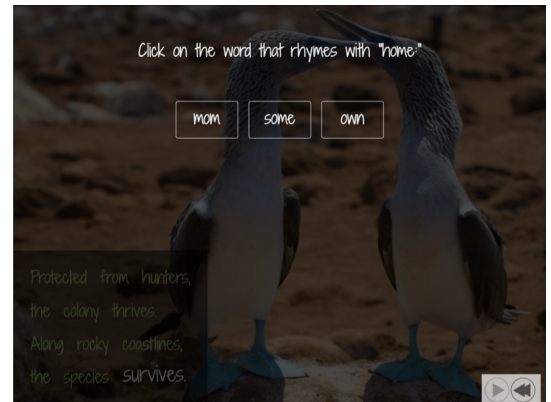 Click on the word that rhymes with "home:"
mom
some
own
Protected from hunters,
the colony thrives.
Along rocky coastlines,
the species survives.